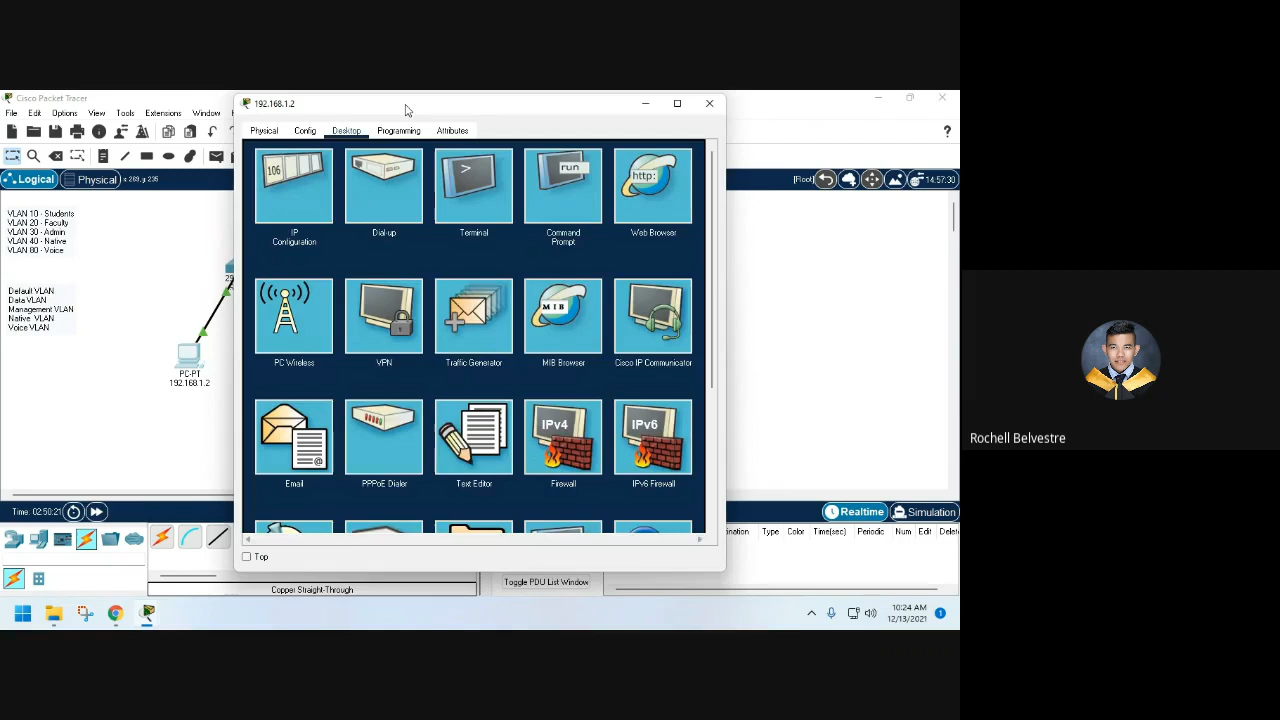 Cisco Packet Tracer
File Edit Options View Tools Extensions Window
192.168.1.2
Physical Config Desktop Programming Attributes
?
Logical Physical x: 269, y: 235
[Root] 14:57:30
VLAN 10 - Students
VLAN 20 - Faculty
VLAN 30 - Admin
VLAN 40 - Native
VLAN 80 - Voice
Default VLAN
Data VLAN
Management VLAN
Native VLAN
Voice VLAN
PC-PT
192.168.1.2
106
>
run
http:
IP Configuration
Dial-up
Terminal
Command Prompt
Web Browser
MIB
PC Wireless
VPN
Traffic Generator
MIB Browser
Cisco IP Communicator
@
IPv4
IPv6
Email
PPPoE Dialer
Text Editor
Firewall
IPv6 Firewall
Top
Time: 02:50:21
Realtime Simulation
Type Color Time(sec) Periodic Num Edit
Copper Straight-Through
Toggle PDU List Window
10:24 AM
12/13/2021
1
Rochell Belvestre